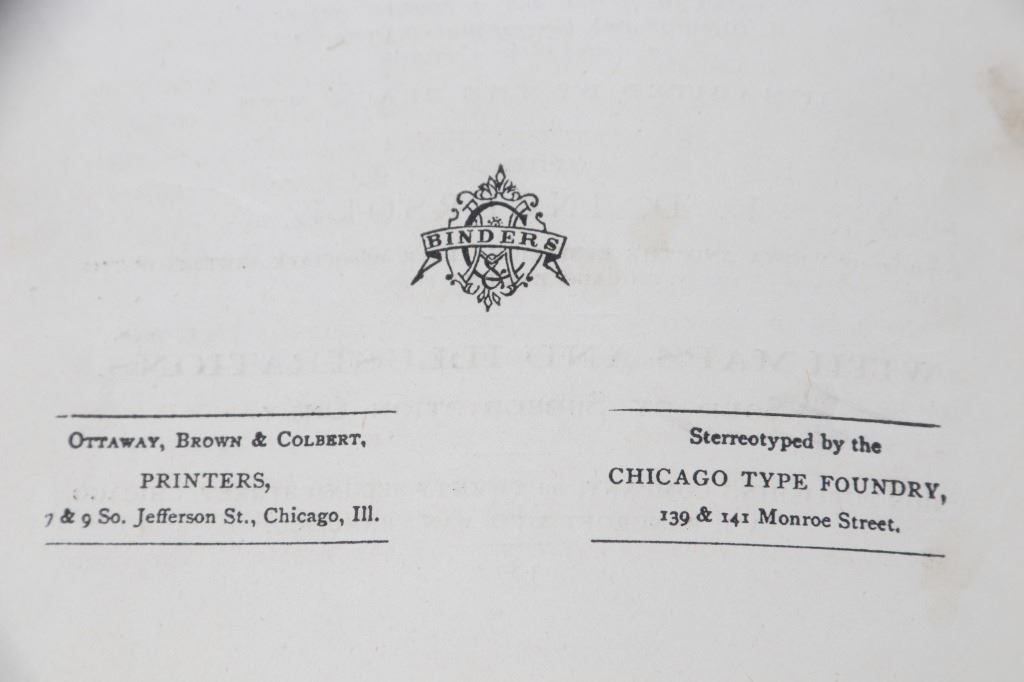 BINDERS
OTTAWAY, BROWN & COLBERT,
PRINTERS,
7 & 9 So. Jefferson St., Chicago, Ill.
Sterreotyped by the
CHICAGO TYPE FOUNDRY,
139 & 141 Monroe Street.